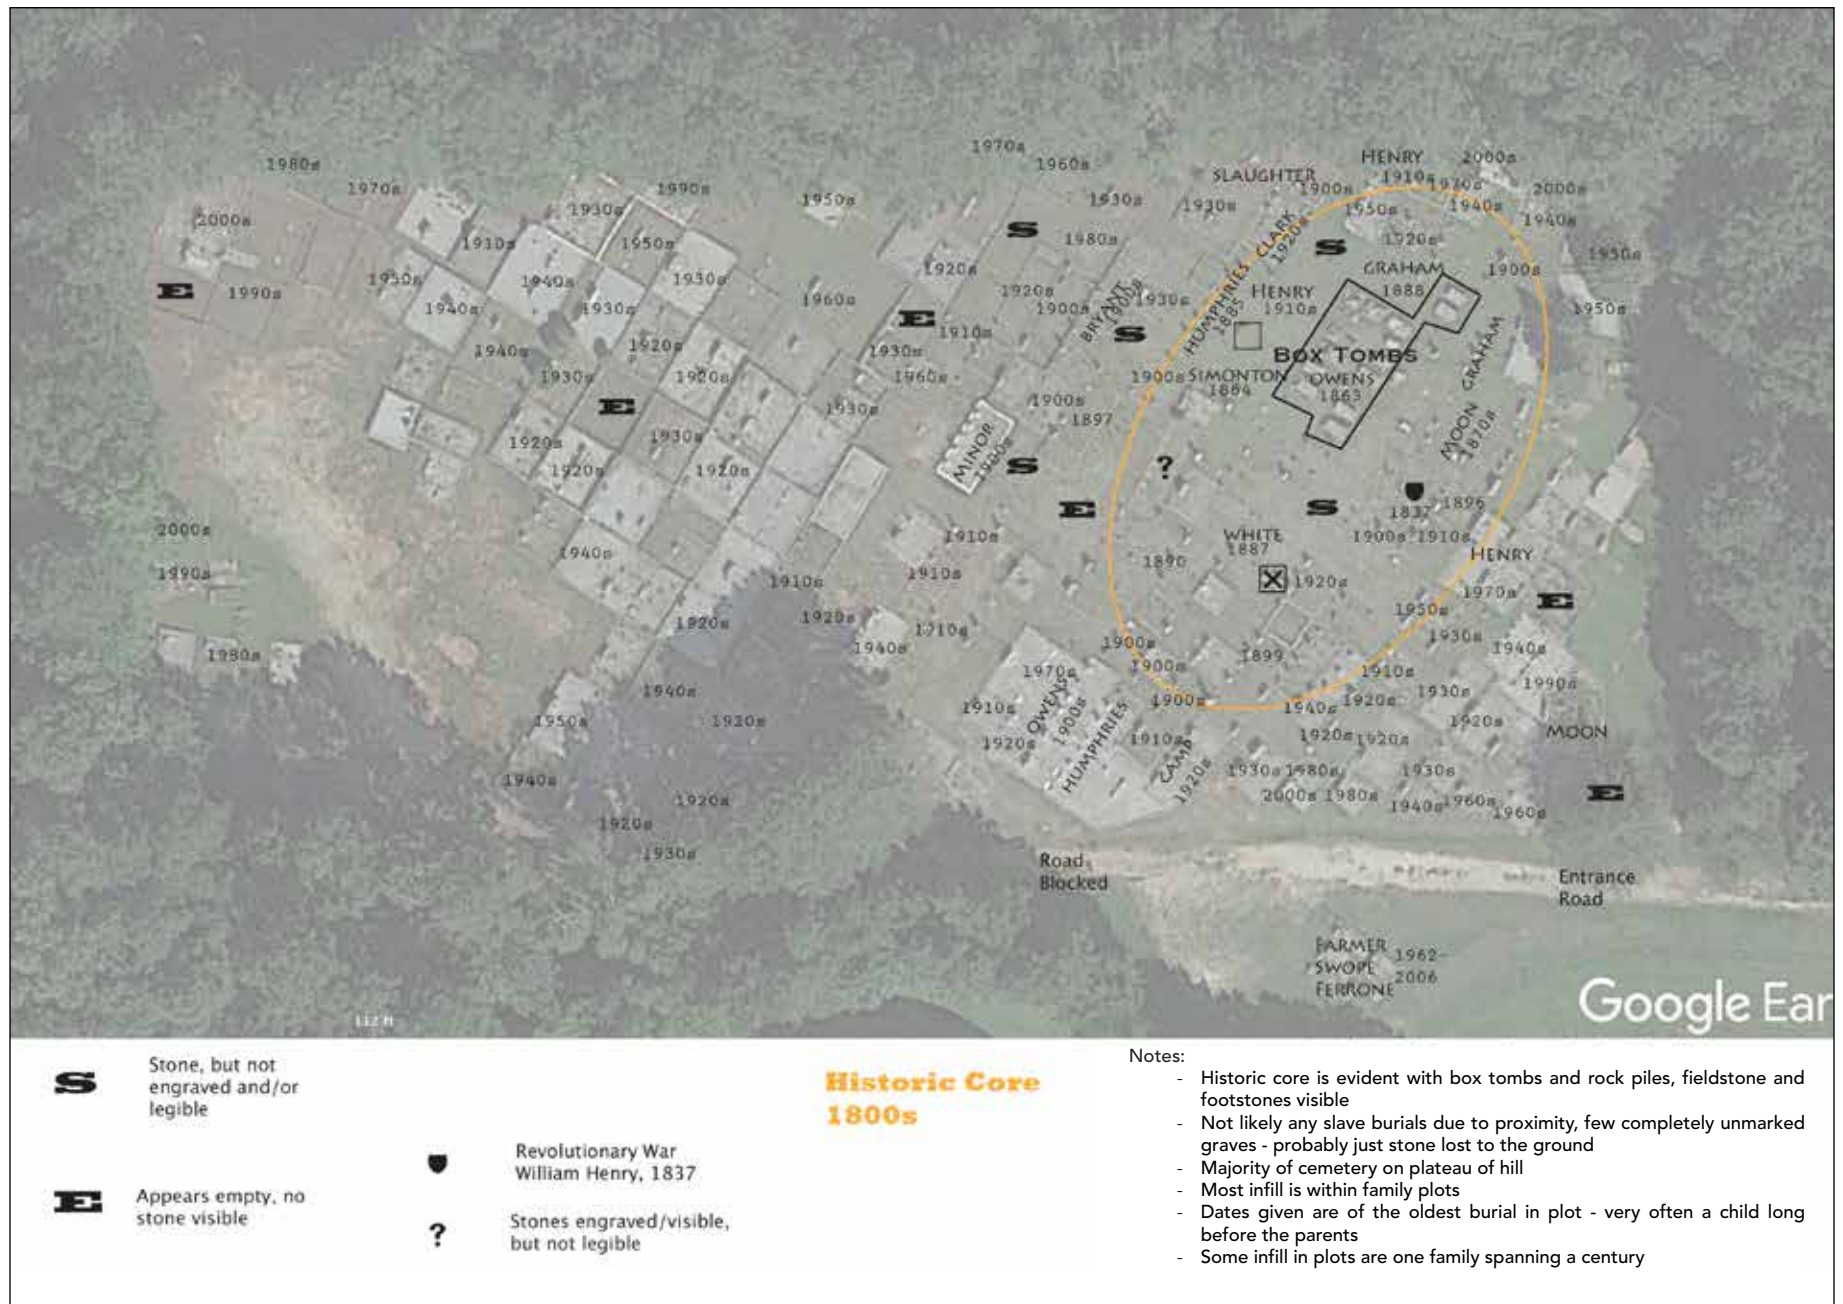 1970s
1960s
HENRY
2000s
1980s
1970s
1990s
SLAUGHTER
1910s
1970s
2000s
1900s
2000s
1930s
1950s
1930s
1930s
1950s
1940s
1940s
S
S
1910s
1950s
1980s
CLARK
1920s
1920s
1950s
1950s
1940s
1930s
1920s
HUMPHRIES
1885
GRAHAM
1888
1900s
E
1990s
1940s
1930s
1960s
1920s
1900s
BRYANT
1900s
1930s
HENRY
1910s
1950s
E
1910s
S
1940s
1920s
1930s
BOX TOMBS
GRAHAM
1930s
1920s
1960s
1900s
SIMONTON
1884
OWENS
1863
E
1930s
1900s
1897
MOON
1870s
1920s
1930s
MINOR
1900s
S
?
1920s
1920s
E
S
1837
1896
2000s
1940s
1910s
WHITE
1887
1900s
1910s
HENRY
1990s
1910s
1910s
1890
1920s
1970s
E
1920s
1920s
1910s
1950s
1980s
1940s
1900s
1900s
1899
1930s
1940s
1940s
1970s
1910s
1930s
1990s
1950s
1920s
1910s
OWENS
1900s
1900s
1940s
1920s
1920s
MOON
1920s
HUMPHRIES
1910s
CAMP
1920s
1920s
1920s
1940s
1930s
1980s
1930s
E
1920s
2000s
1980s
1940s
1960s
1960s
1920s
1930s
Road
Blocked
Entrance
Road
FARMER
SWOPE
FERRONE
1962-
2006
Google Ear
112 ft
S
Stone, but not
engraved and/or
legible
E
Appears empty, no
stone visible
Revolutionary War
William Henry, 1837
?
Stones engraved/visible,
but not legible
Historic Core
1800s
Notes:
- Historic core is evident with box tombs and rock piles, fieldstone and
footstones visible
- Not likely any slave burials due to proximity, few completely unmarked
graves - probably just stone lost to the ground
- Majority of cemetery on plateau of hill
- Most infill is within family plots
- Dates given are of the oldest burial in plot - very often a child long
before the parents
- Some infill in plots are one family spanning a century